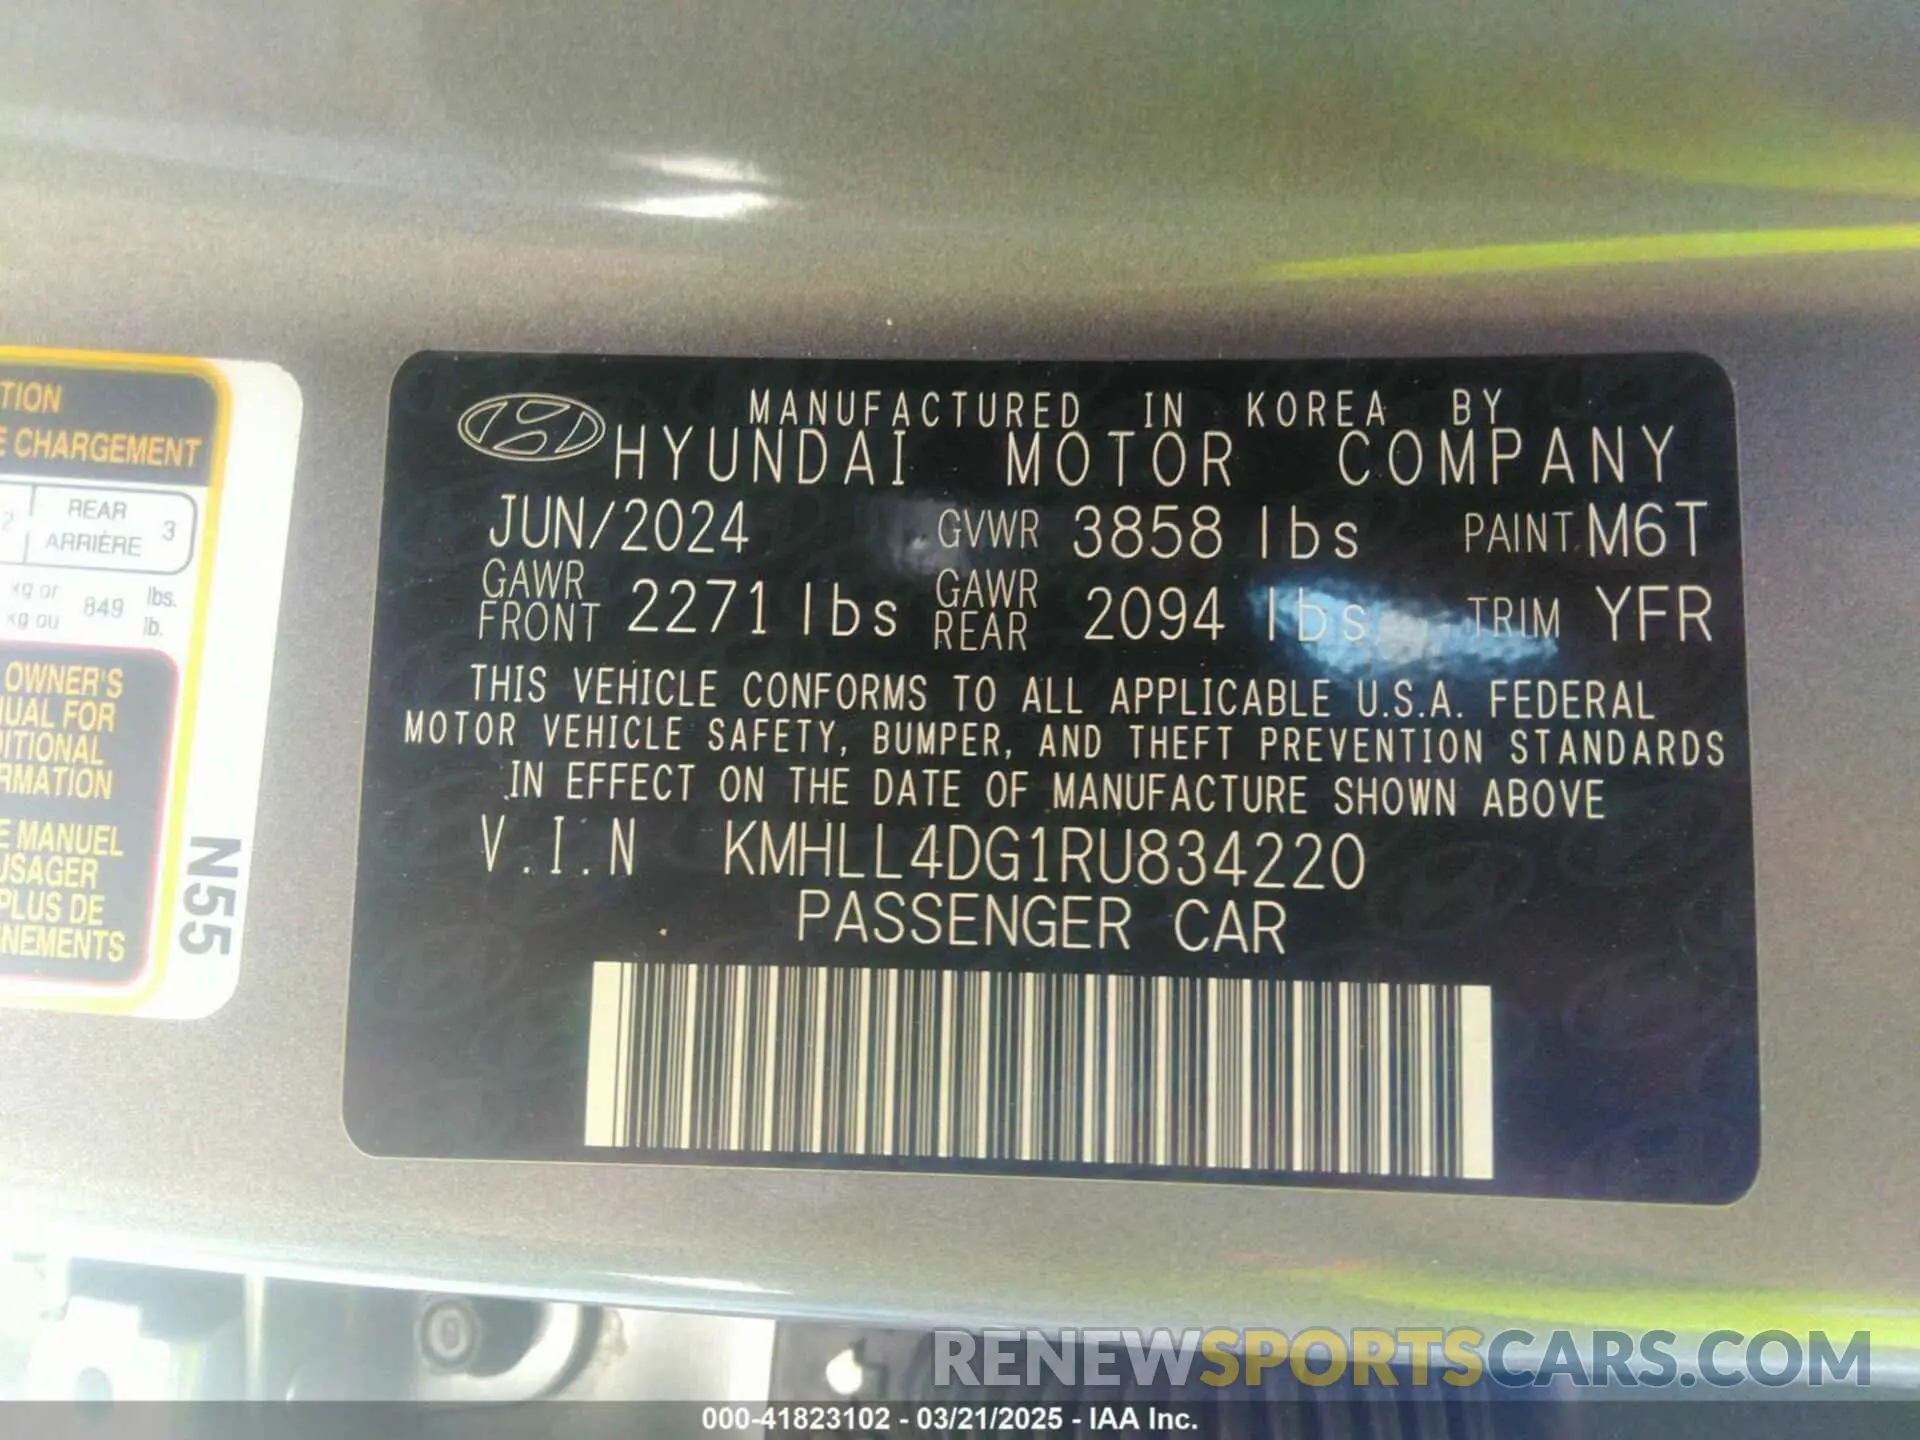 TION
E CHARGEMENT
2 REAR 3
ARRIÈRE
kg or 849 lbs.
kg ou lb.
OWNER'S
UAL FOR
ITIONAL
RMATION
E MANUEL
USAGER
PLUS DE
NEMENTS
N55
MANUFACTURED IN KOREA BY
HYUNDAI MOTOR COMPANY
JUN/2024 GVWR 3858 lbs PAINT M6T
GAWR FRONT 2271 lbs GAWR REAR 2094 lbs TRIM YFR
THIS VEHICLE CONFORMS TO ALL APPLICABLE U.S.A. FEDERAL
MOTOR VEHICLE SAFETY, BUMPER, AND THEFT PREVENTION STANDARDS
IN EFFECT ON THE DATE OF MANUFACTURE SHOWN ABOVE
V.I.N KMHLL4DG1RU834220
PASSENGER CAR
RENEWSPORTSCARS.COM
000-41823102 - 03/21/2025 - IAA Inc.